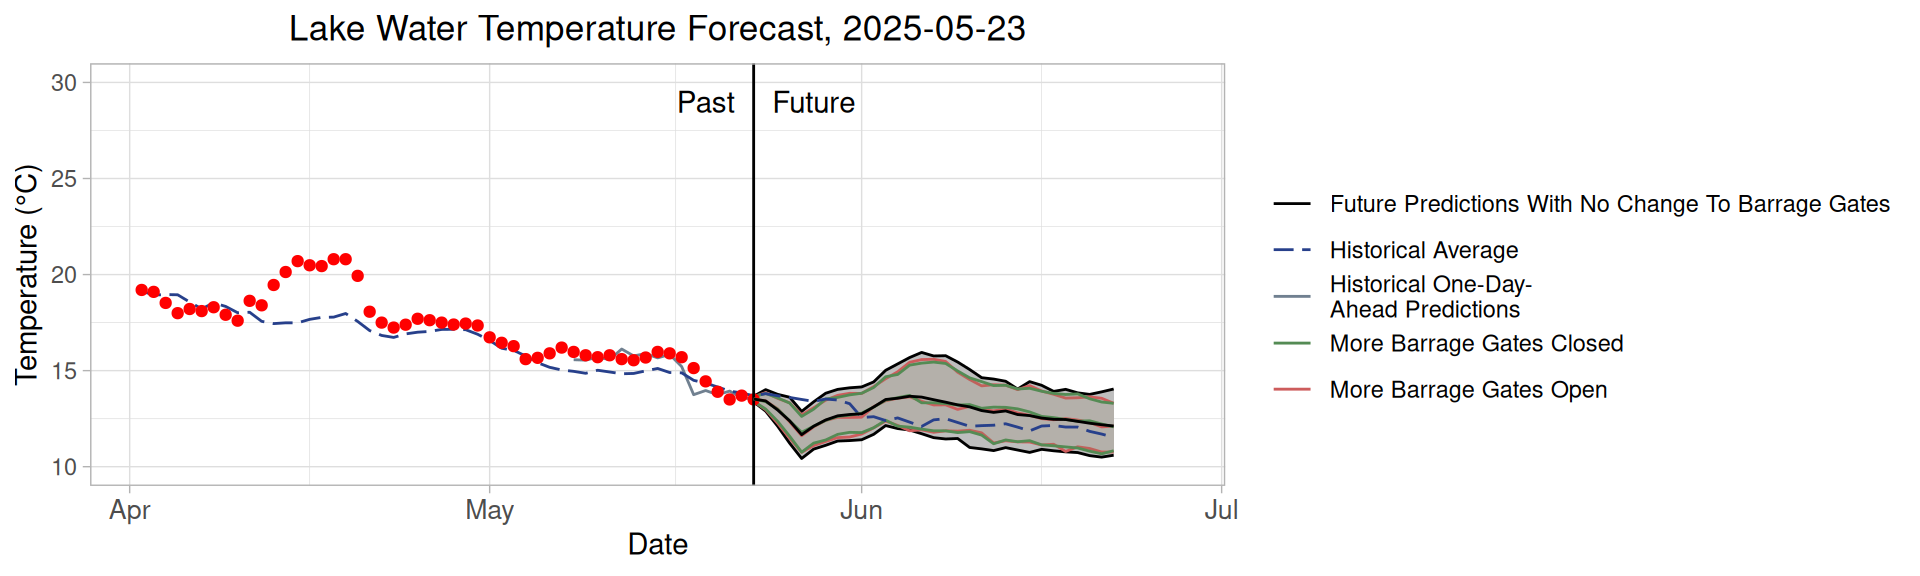 Lake Water Temperature Forecast, 2025-05-23
30
25
20
15
10
Temperature (°C)
Past
Future
Apr
May
Jun
Jul
Date
Future Predictions With No Change To Barrage Gates
Historical Average
Historical One-Day-
Ahead Predictions
More Barrage Gates Closed
More Barrage Gates Open